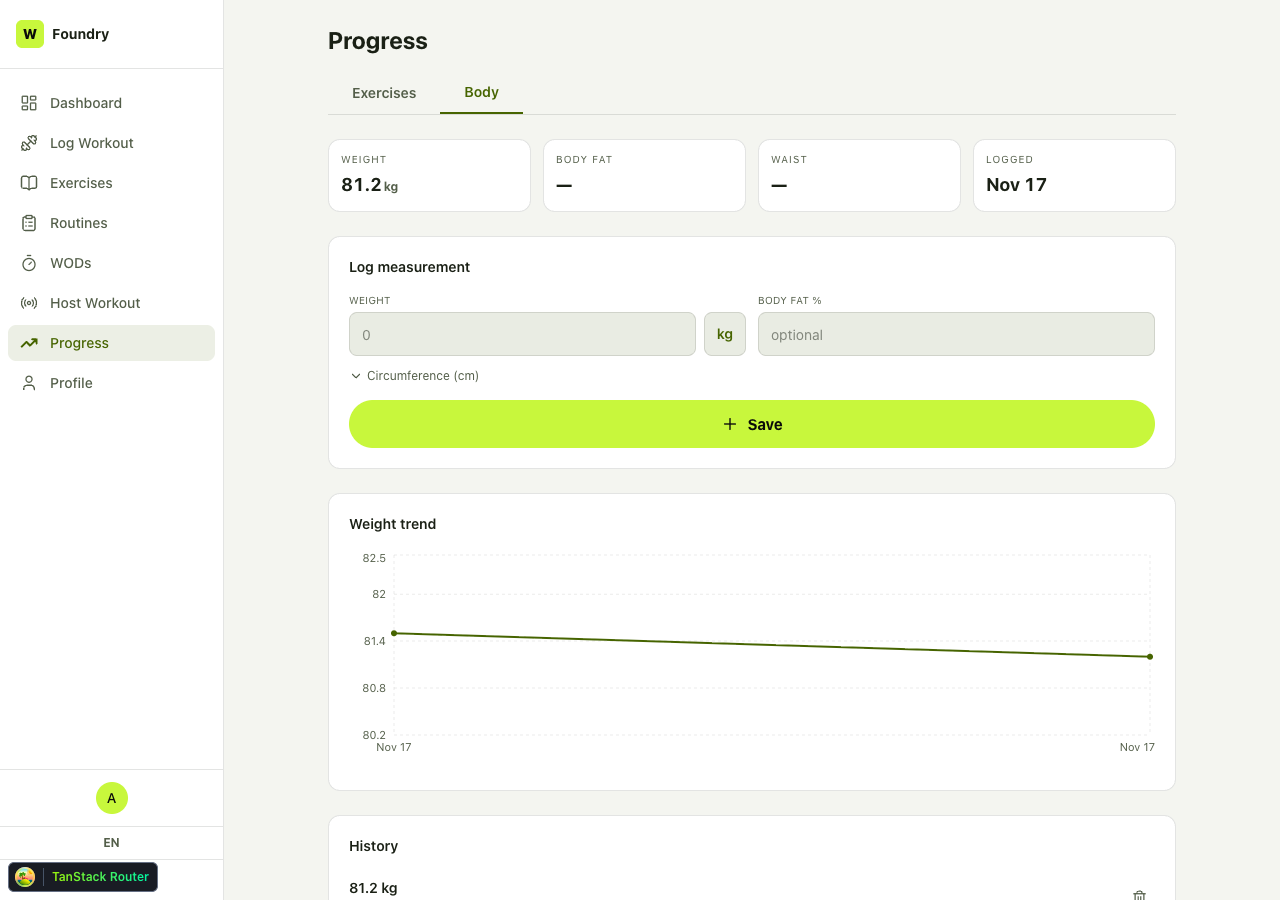 W Foundry
Dashboard
Log Workout
Exercises
Routines
WODs
Host Workout
Progress
Profile
A
EN
TanStack Router
Progress
Exercises Body
WEIGHT
81.2 kg
BODY FAT
—
WAIST
—
LOGGED
Nov 17
Log measurement
WEIGHT BODY FAT %
0 kg optional
Circumference (cm)
Save
Weight trend
82.5
82
81.4
80.8
80.2
Nov 17 Nov 17
History
81.2 kg